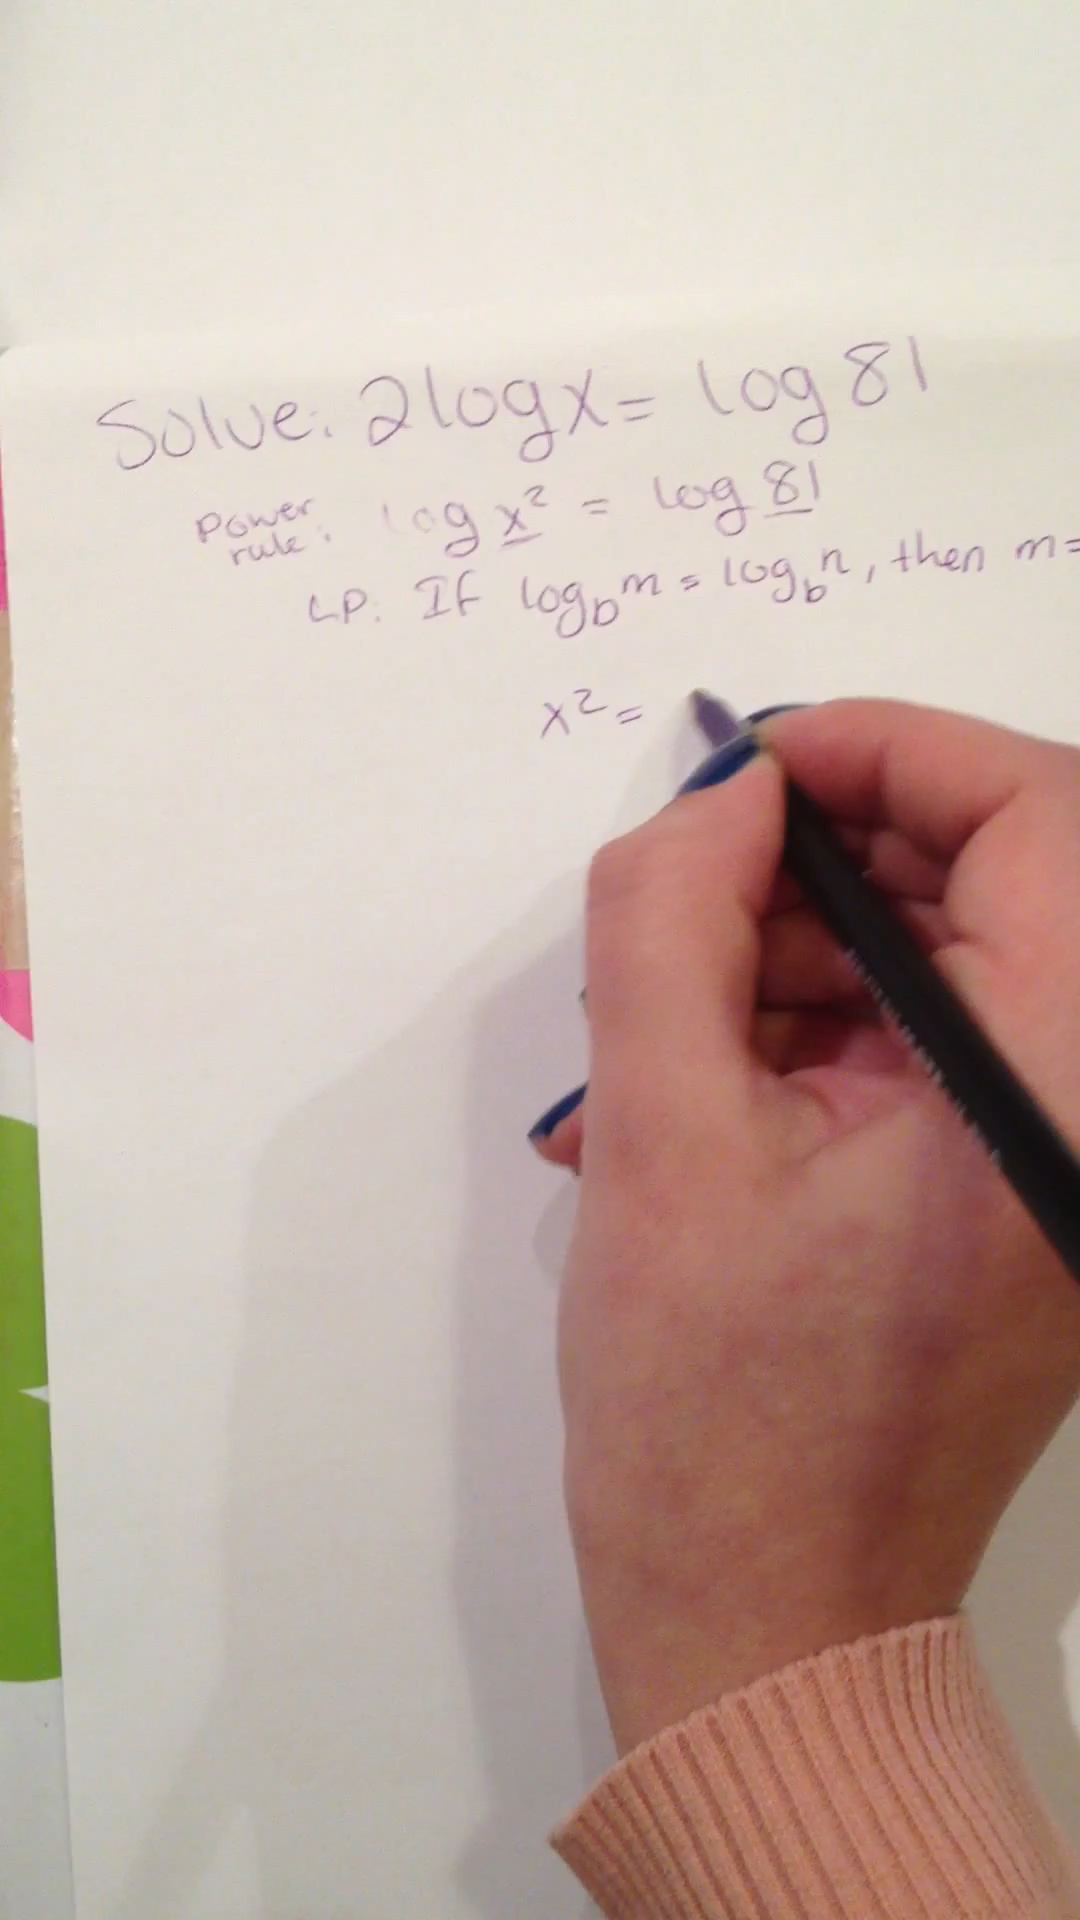 Solve: 2logx = log 81
Power rule: log x² = log 81
LP: If log_b m = log_b n, then m=
x² =